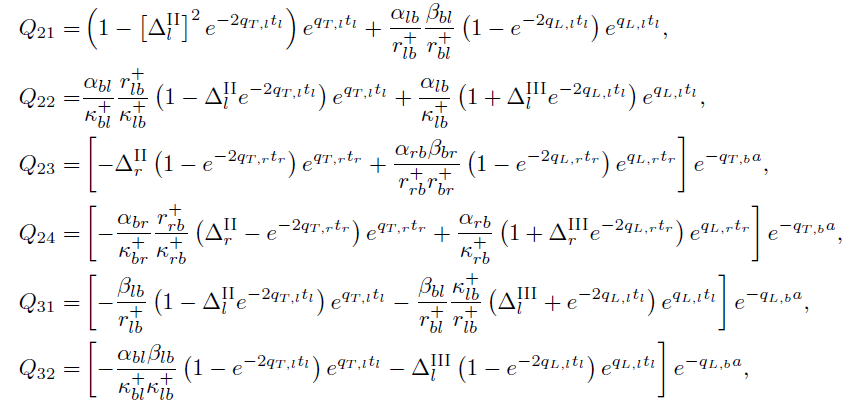 $Q_{21} = \left(1 - \left[\Delta_l^{\mathrm{II}}\right]^2 e^{-2q_{T,l}t_l}\right) e^{q_{T,l}t_l} + \frac{\alpha_{lb}}{r_{lb}^+} \frac{\beta_{bl}}{r_{bl}^+} \left(1 - e^{-2q_{L,l}t_l}\right) e^{q_{L,l}t_l},$
$Q_{22} = \frac{\alpha_{bl}}{\kappa_{bl}^+} \frac{r_{lb}^+}{\kappa_{lb}^+} \left(1 - \Delta_l^{\mathrm{II}} e^{-2q_{T,l}t_l}\right) e^{q_{T,l}t_l} + \frac{\alpha_{lb}}{\kappa_{lb}^+} \left(1 + \Delta_l^{\mathrm{III}} e^{-2q_{L,l}t_l}\right) e^{q_{L,l}t_l},$
$Q_{23} = \left[-\Delta_r^{\mathrm{II}} \left(1 - e^{-2q_{T,r}t_r}\right) e^{q_{T,r}t_r} + \frac{\alpha_{rb}\beta_{br}}{r_{rb}^+ r_{br}^+} \left(1 - e^{-2q_{L,r}t_r}\right) e^{q_{L,r}t_r}\right] e^{-q_{T,b}a},$
$Q_{24} = \left[-\frac{\alpha_{br}}{\kappa_{br}^+} \frac{r_{rb}^+}{\kappa_{rb}^+} \left(\Delta_r^{\mathrm{II}} - e^{-2q_{T,r}t_r}\right) e^{q_{T,r}t_r} + \frac{\alpha_{rb}}{\kappa_{rb}^+} \left(1 + \Delta_r^{\mathrm{III}} e^{-2q_{L,r}t_r}\right) e^{q_{L,r}t_r}\right] e^{-q_{T,b}a},$
$Q_{31} = \left[-\frac{\beta_{lb}}{r_{lb}^+} \left(1 - \Delta_l^{\mathrm{II}} e^{-2q_{T,l}t_l}\right) e^{q_{T,l}t_l} - \frac{\beta_{bl}}{r_{bl}^+} \frac{\kappa_{lb}^+}{r_{lb}^+} \left(\Delta_l^{\mathrm{III}} + e^{-2q_{L,l}t_l}\right) e^{q_{L,l}t_l}\right] e^{-q_{L,b}a},$
$Q_{32} = \left[-\frac{\alpha_{bl}\beta_{lb}}{\kappa_{bl}^+ \kappa_{lb}^+} \left(1 - e^{-2q_{T,l}t_l}\right) e^{q_{T,l}t_l} - \Delta_l^{\mathrm{III}} \left(1 - e^{-2q_{L,l}t_l}\right) e^{q_{L,l}t_l}\right] e^{-q_{L,b}a},$